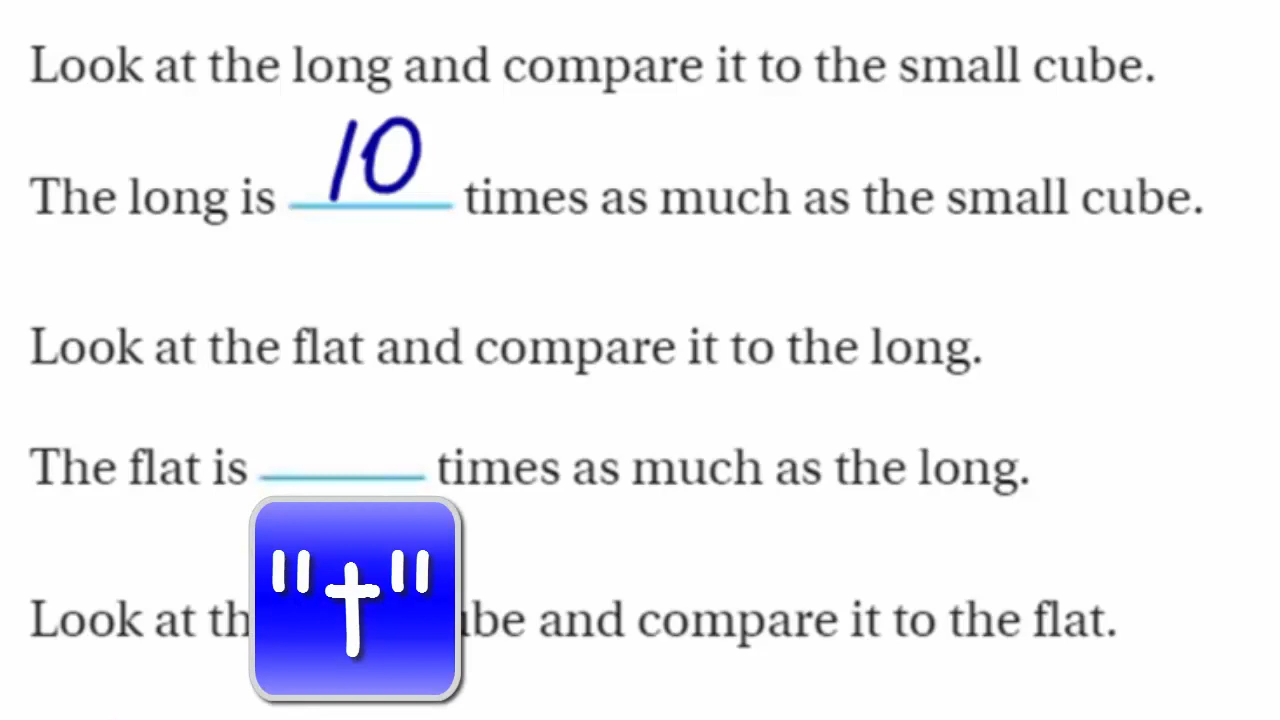 Look at the long and compare it to the small cube.
The long is 10 times as much as the small cube.
Look at the flat and compare it to the long.
The flat is ______ times as much as the long.
"t"
Look at and compare it to the flat.